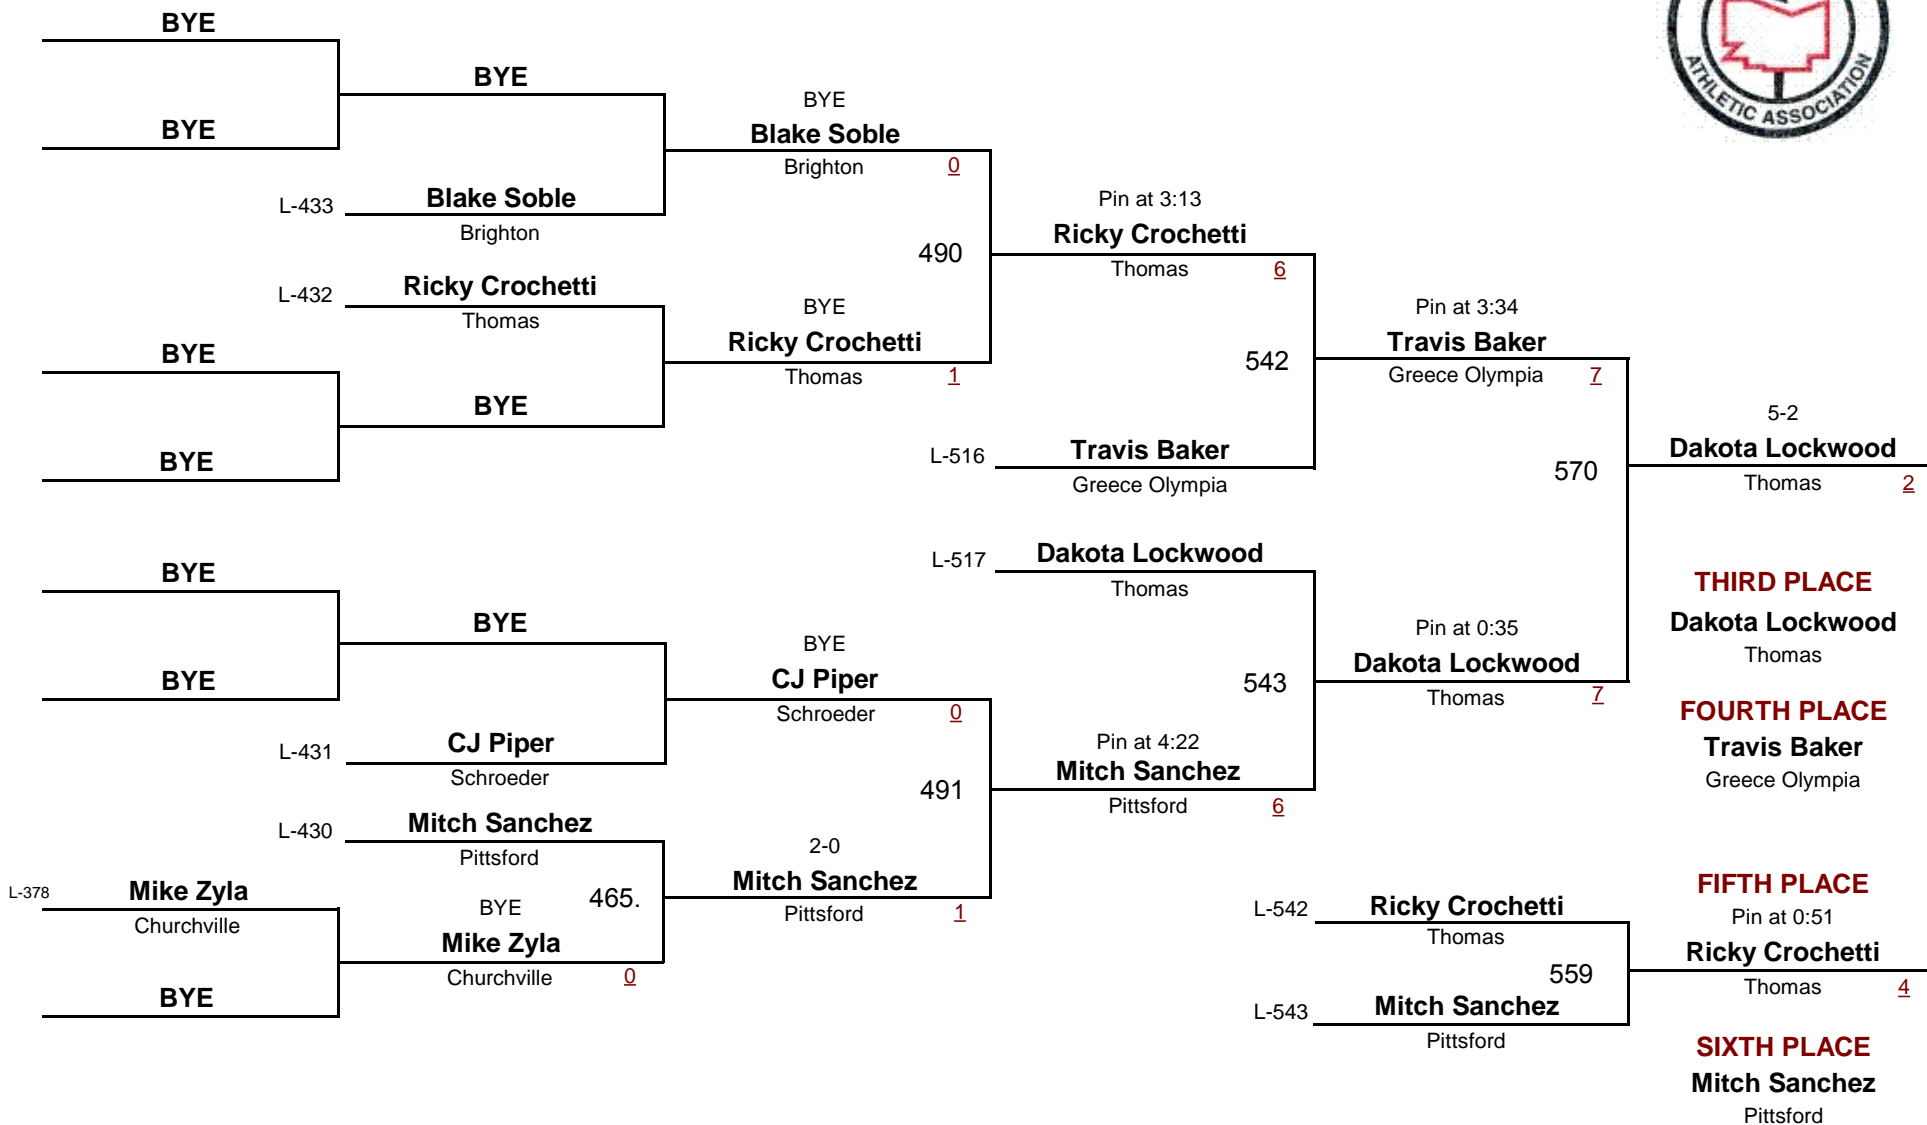 BYE
BYE
BYE
Blake Soble
Brighton
0
BYE
L-433
Blake Soble
Brighton
490
Pin at 3:13
Ricky Crochetti
Thomas
6
L-432
Ricky Crochetti
Thomas
BYE
Ricky Crochetti
Thomas
1
BYE
BYE
BYE
542
Pin at 3:34
Travis Baker
Greece Olympia
7
L-516
Travis Baker
Greece Olympia
570
5-2
Dakota Lockwood
Thomas
2
L-517
Dakota Lockwood
Thomas
BYE
BYE
BYE
BYE
CJ Piper
Schroeder
0
543
Pin at 0:35
Dakota Lockwood
Thomas
7
L-431
CJ Piper
Schroeder
491
Pin at 4:22
Mitch Sanchez
Pittsford
6
L-430
Mitch Sanchez
Pittsford
2-0
Mitch Sanchez
Pittsford
1
L-378
Mike Zyla
Churchville
465.
BYE
Mike Zyla
Churchville
0
BYE
THIRD PLACE
Dakota Lockwood
Thomas
FOURTH PLACE
Travis Baker
Greece Olympia
L-542
Ricky Crochetti
Thomas
559
L-543
Mitch Sanchez
Pittsford
FIFTH PLACE
Pin at 0:51
Ricky Crochetti
Thomas
4
SIXTH PLACE
Mitch Sanchez
Pittsford
ATHLETIC ASSOCIATION